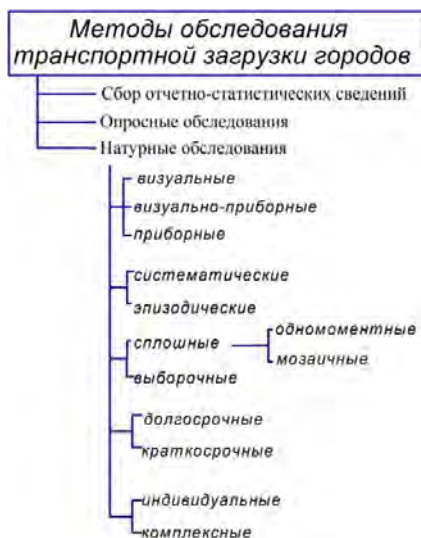 Методы обследования
транспортной загрузки городов
Сбор отчетно-статистических сведений
Опросные обследования
Натурные обследования
визуальные
визуально-приборные
приборные
систематические
эпизодические
сплошные
одномоментные
мозаичные
выборочные
долгосрочные
краткосрочные
индивидуальные
комплексные